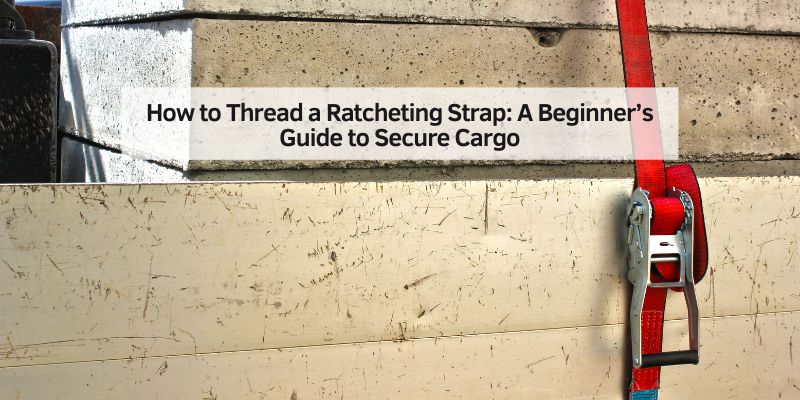 How to Thread a Ratcheting Strap: A Beginner’s
Guide to Secure Cargo